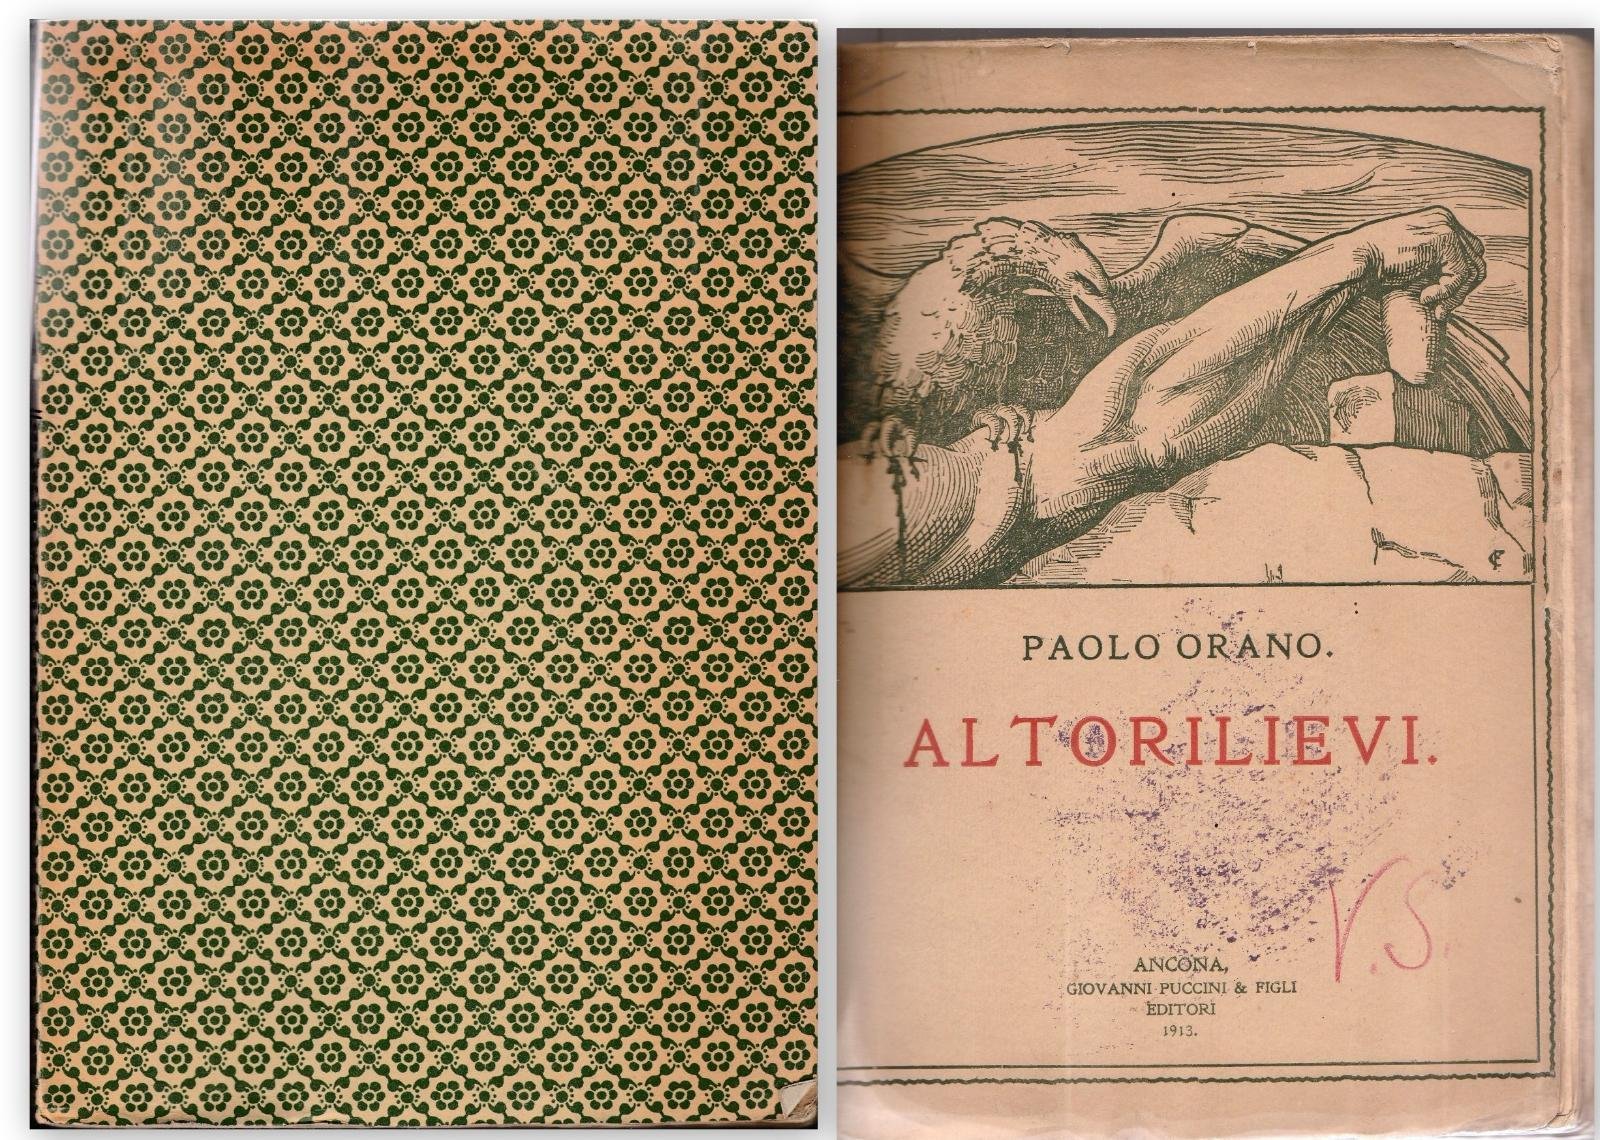 PAOLO ORANO.
ALTORILIEVI.
V.S.
ANCONA,
GIOVANNI PUCCINI & FIGLI
EDITORI
1913.